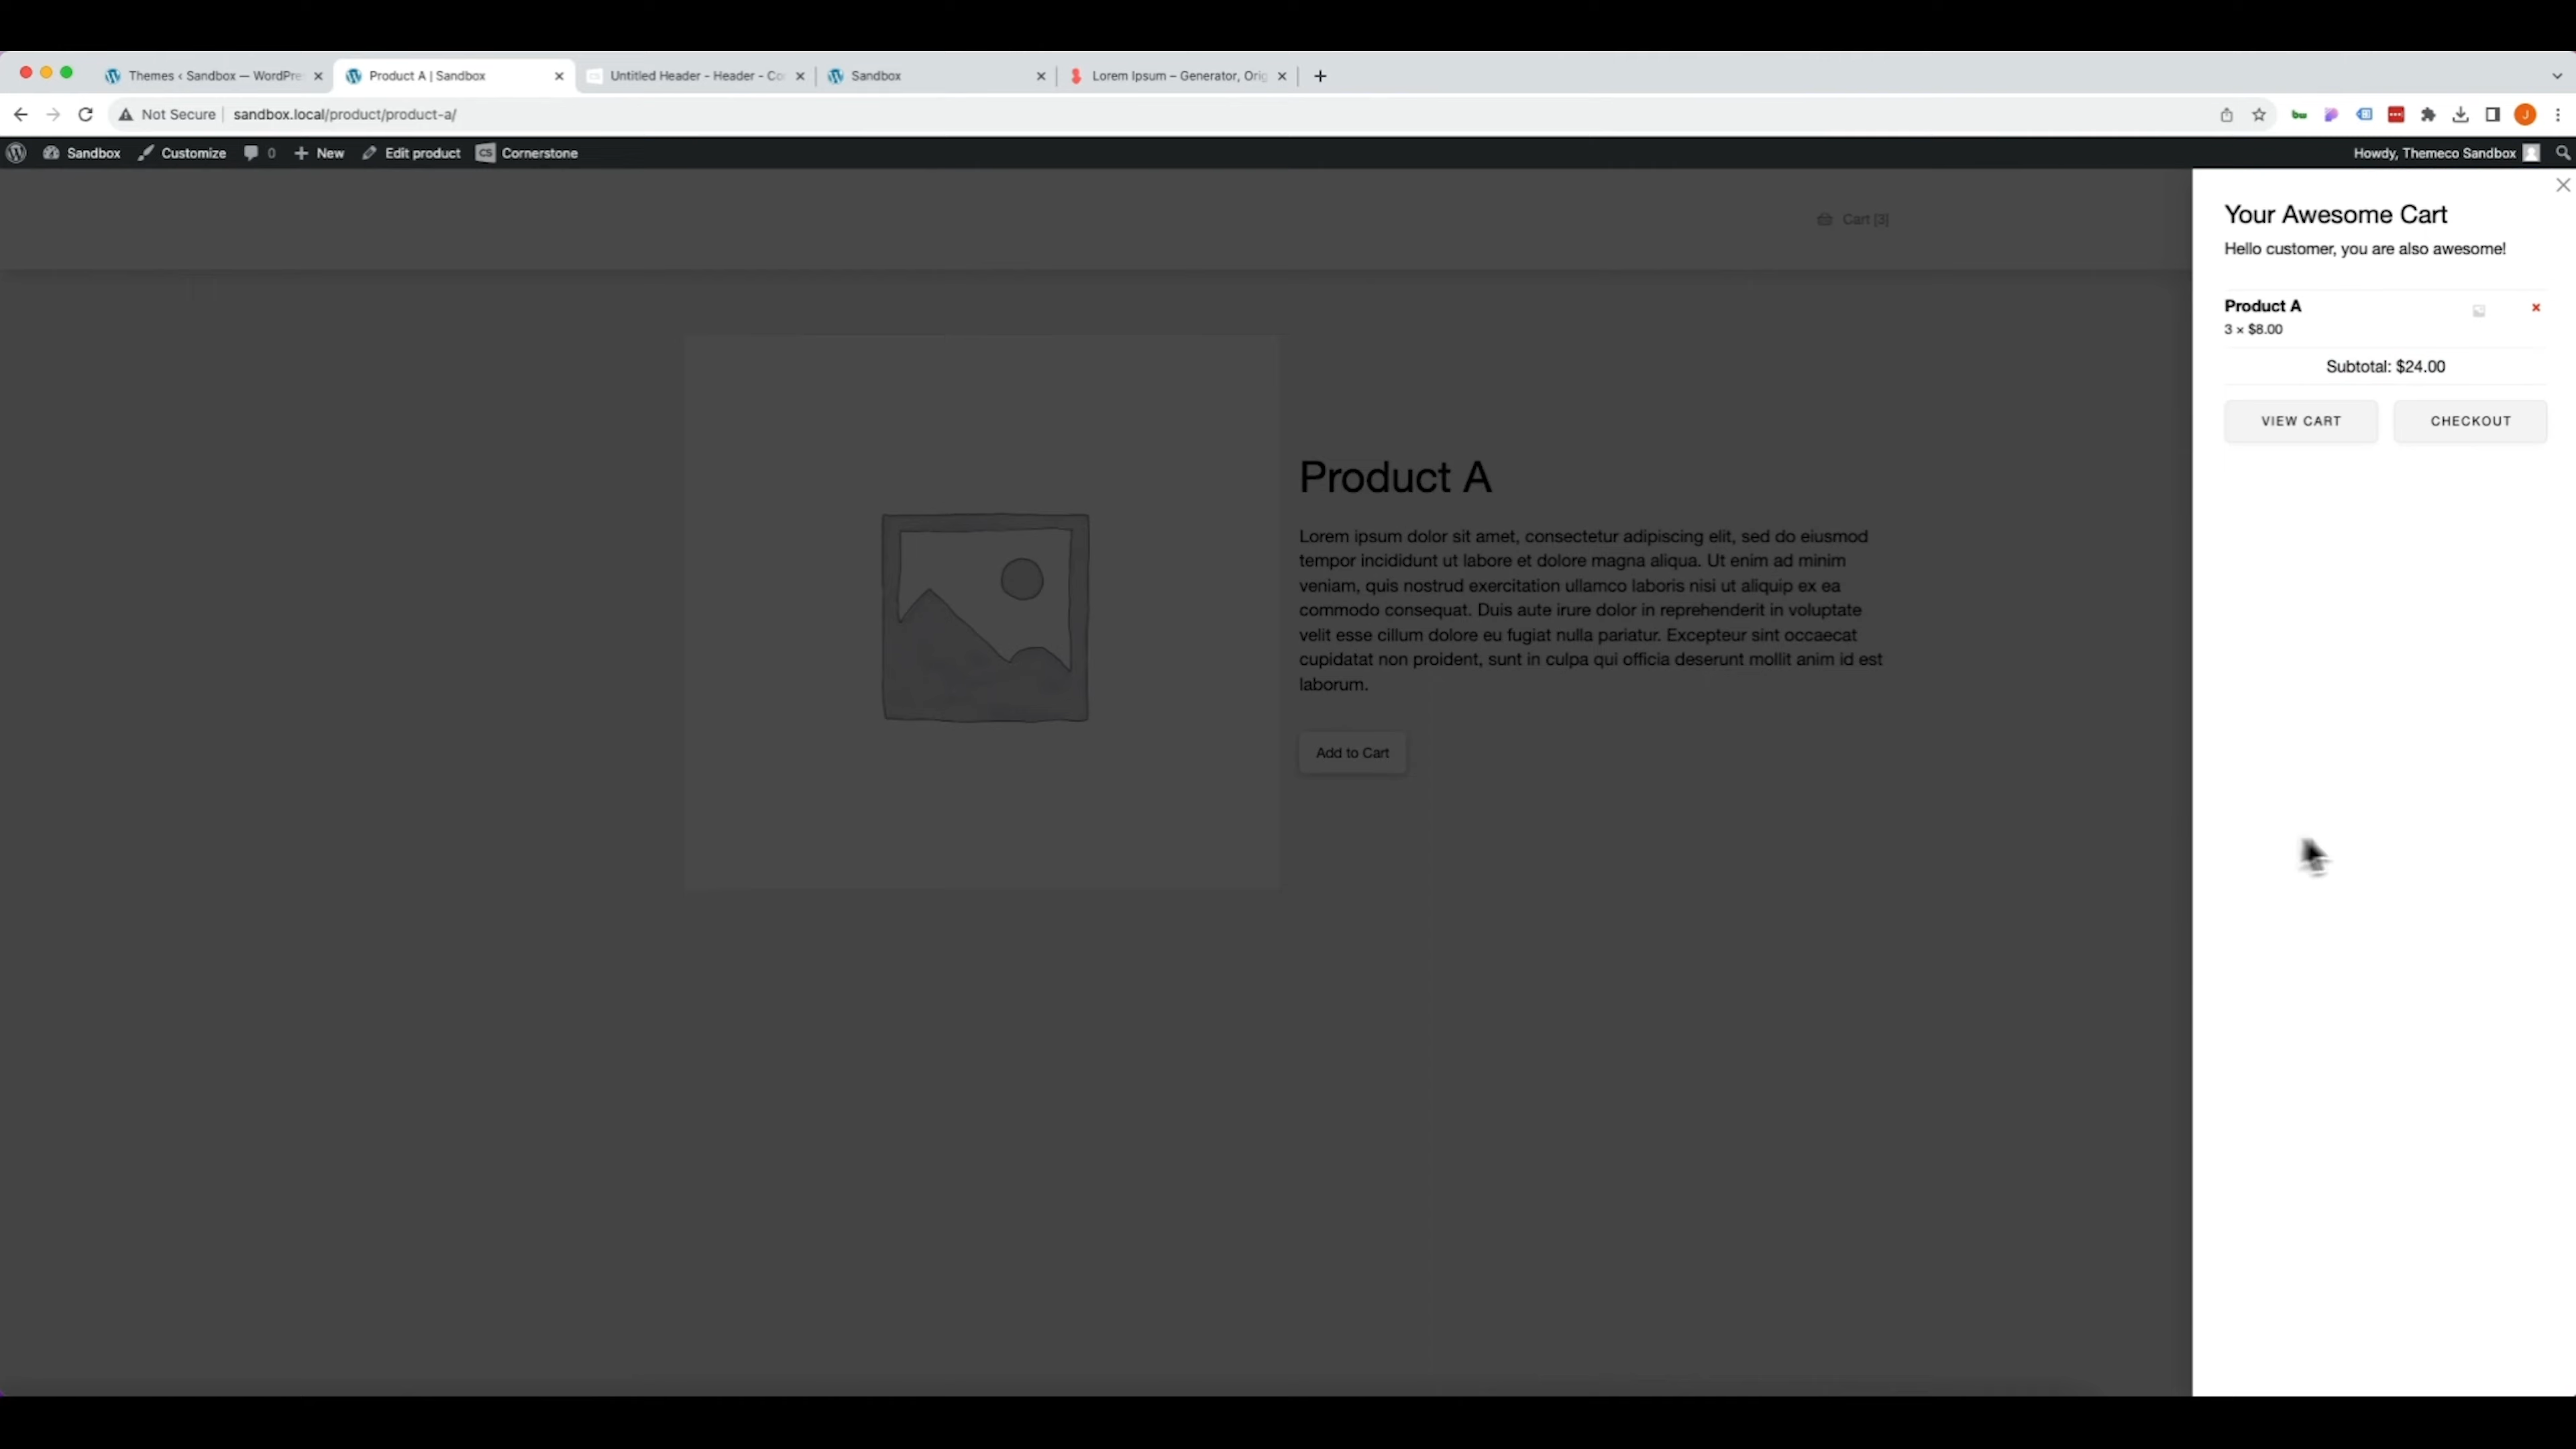 Themes ‹ Sandbox — WordPre
Product A | Sandbox
Untitled Header - Header - Co
Sandbox
Lorem Ipsum – Generator, Orig
Not Secure
sandbox.local/product/product-a/
J
Sandbox
Customize
0
New
Edit product
CS
Cornerstone
Howdy, Themeco Sandbox
Cart [3]
Product A
Lorem ipsum dolor sit amet, consectetur adipiscing elit, sed do eiusmod
tempor incididunt ut labore et dolore magna aliqua. Ut enim ad minim
veniam, quis nostrud exercitation ullamco laboris nisi ut aliquip ex ea
commodo consequat. Duis aute irure dolor in reprehenderit in voluptate
velit esse cillum dolore eu fugiat nulla pariatur. Excepteur sint occaecat
cupidatat non proident, sunt in culpa qui officia deserunt mollit anim id est
laborum.
Add to Cart
Your Awesome Cart
Hello customer, you are also awesome!
Product A
3 × $8.00
Subtotal: $24.00
VIEW CART
CHECKOUT